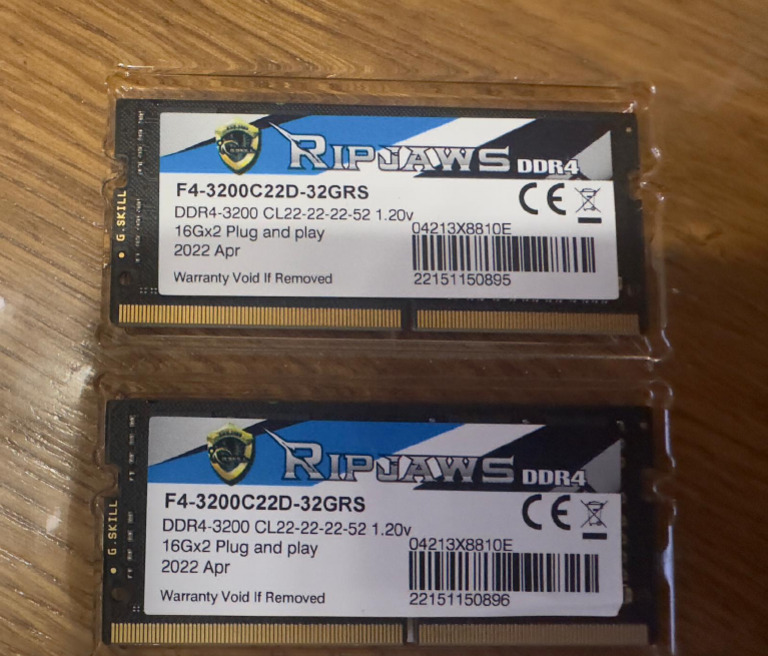 RIPJAWS DDR4
F4-3200C22D-32GRS
DDR4-3200 CL22-22-22-52 1.20v
16Gx2 Plug and play
04213X8810E
2022 Apr
Warranty Void If Removed
22151150895
G.SKILL
RIPJAWS DDR4
F4-3200C22D-32GRS
DDR4-3200 CL22-22-22-52 1.20v
16Gx2 Plug and play
04213X8810E
2022 Apr
Warranty Void If Removed
22151150896
G.SKILL